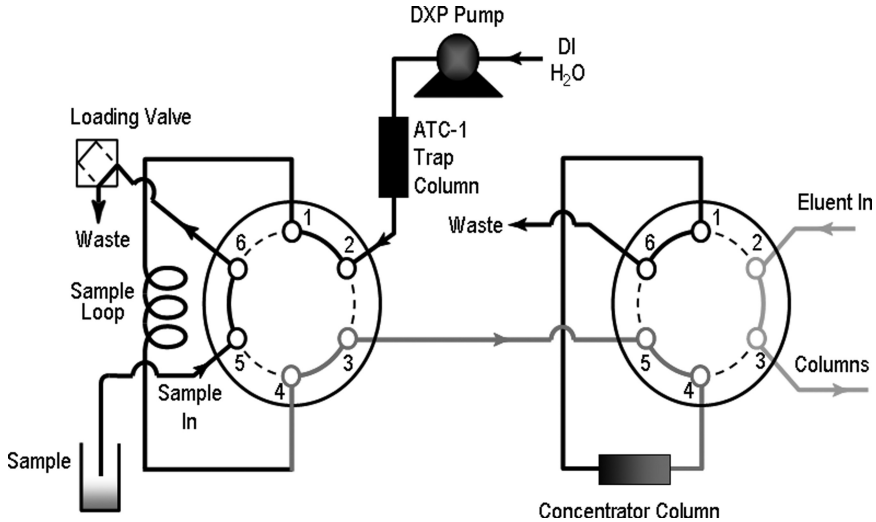 DXP Pump
DI
H₂O
Loading Valve
ATC-1
Trap
Column
Waste
1
2
3
4
5
6
Sample
Loop
Sample
In
Sample
Waste
1
2
3
4
5
6
Eluent In
Columns
Concentrator Column